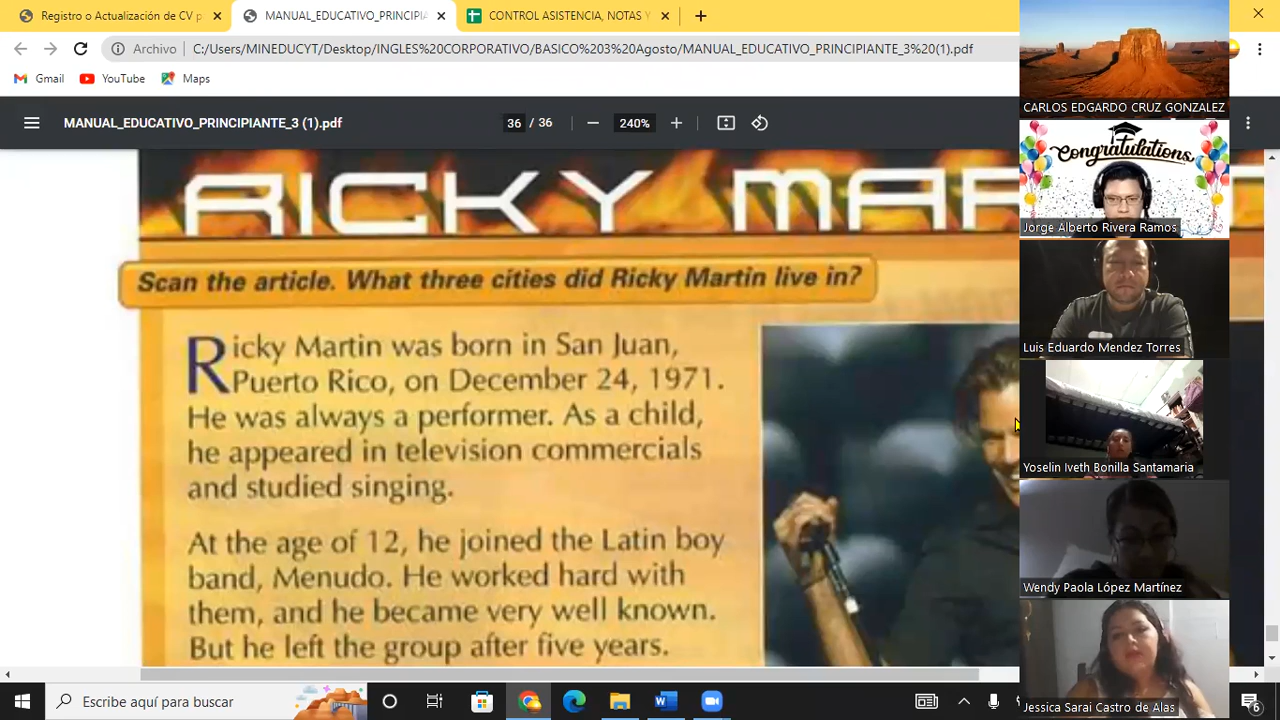 Registro o Actualización de CV p
MANUAL_EDUCATIVO_PRINCIPIA
CONTROL ASISTENCIA, NOTAS Y
Archivo C:/Users/MINEDUCYT/Desktop/INGLES%20CORPORATIVO/BASICO%203%20Agosto/MANUAL_EDUCATIVO_PRINCIPIANTE_3%20(1).pdf
Gmail YouTube Maps
MANUAL_EDUCATIVO_PRINCIPIANTE_3 (1).pdf 36 / 36 240%
RICKY MAR
Scan the article. What three cities did Ricky Martin live in?
Ricky Martin was born in San Juan,
Puerto Rico, on December 24, 1971.
He was always a performer. As a child,
he appeared in television commercials
and studied singing.
At the age of 12, he joined the Latin boy
band, Menudo. He worked hard with
them, and he became very well known.
But he left the group after five years.
CARLOS EDGARDO CRUZ GONZALEZ
Congratulations
Jorge Alberto Rivera Ramos
Luis Eduardo Mendez Torres
Yoselin Iveth Bonilla Santamaria
Wendy Paola López Martínez
Jessica Sarai Castro de Alas
Escribe aquí para buscar
6